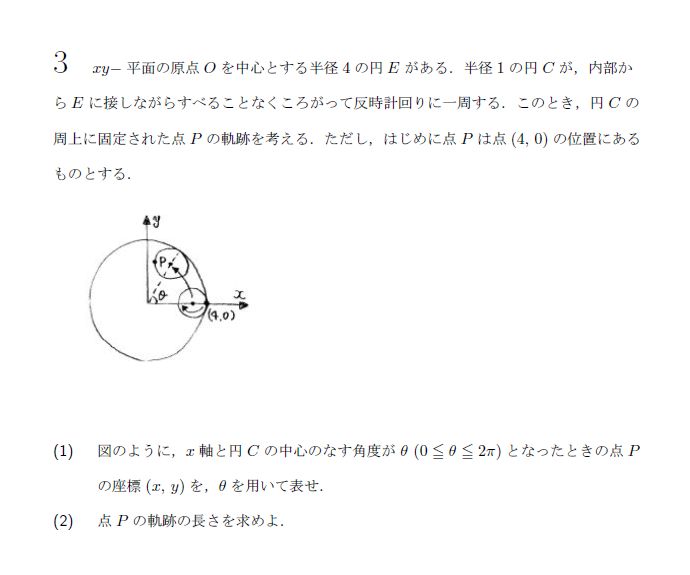 3 xy− 平面の原点 O を中心とする半径 4 の円 E がある．半径 1 の円 C が，内部か
ら E に接しながらすべることなくころがって反時計回りに一周する．このとき，円 C の
周上に固定された点 P の軌跡を考える．ただし，はじめに点 P は点 (4, 0) の位置にある
ものとする．
y
P
θ
x
(4,0)
(1) 図のように，x 軸と円 C の中心のなす角度が θ (0 ≦ θ ≦ 2π) となったときの点 P
の座標 (x, y) を，θ を用いて表せ．
(2) 点 P の軌跡の長さを求めよ．